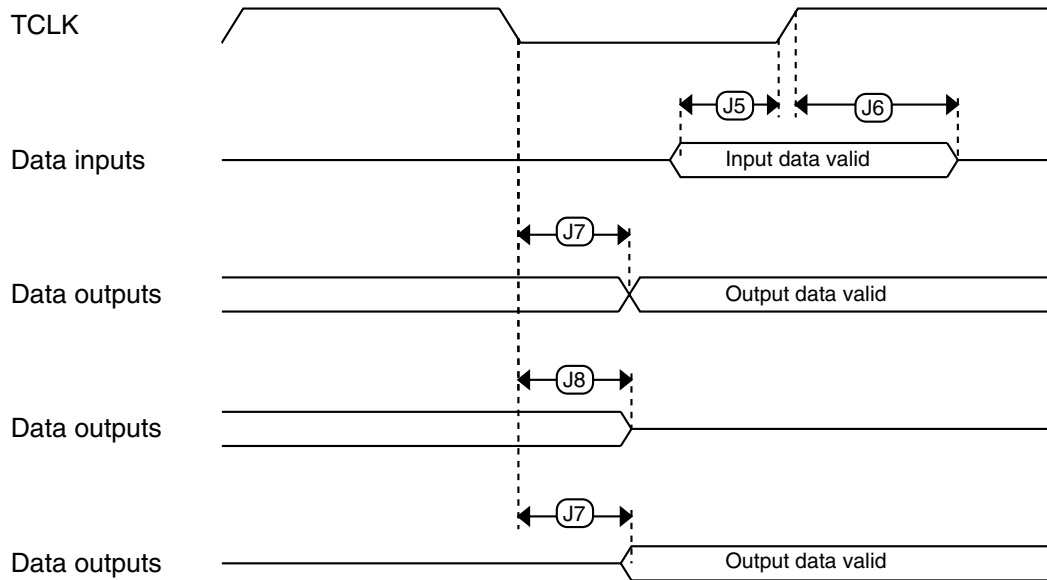 TCLK
J5
J6
Data inputs
Input data valid
J7
Data outputs
Output data valid
J8
Data outputs
J7
Data outputs
Output data valid